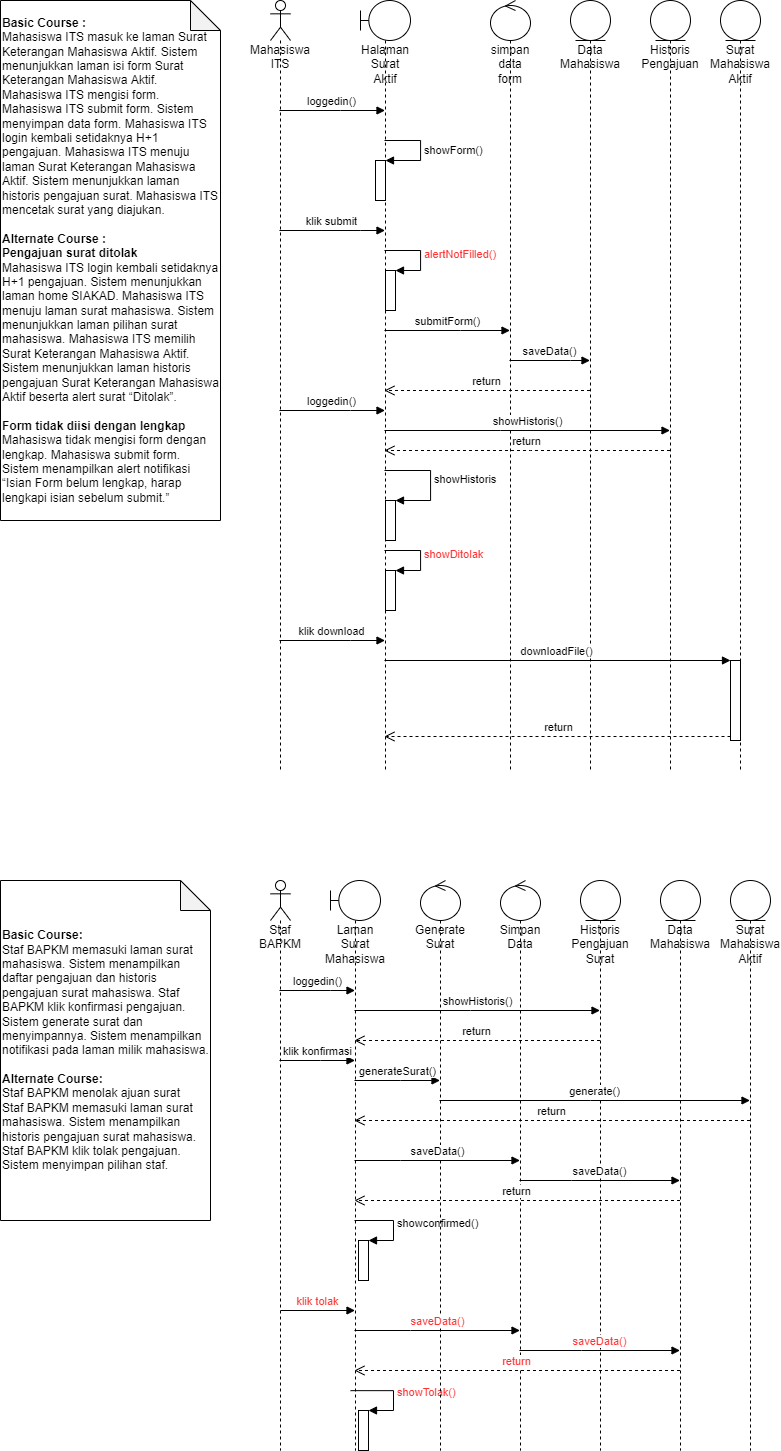 Basic Course :
Mahasiswa ITS masuk ke laman Surat
Keterangan Mahasiswa Aktif. Sistem
menunjukkan laman isi form Surat
Keterangan Mahasiswa Aktif.
Mahasiswa ITS mengisi form.
Mahasiswa ITS submit form. Sistem
menyimpan data form. Mahasiswa ITS
login kembali setidaknya H+1
pengajuan. Mahasiswa ITS menuju
laman Surat Keterangan Mahasiswa
Aktif. Sistem menunjukkan laman
historis pengajuan surat. Mahasiswa ITS
mencetak surat yang diajukan.
Alternate Course :
Pengajuan surat ditolak
Mahasiswa ITS login kembali setidaknya
H+1 pengajuan. Sistem menunjukkan
laman home SIAKAD. Mahasiswa ITS
menuju laman surat mahasiswa. Sistem
menunjukkan laman pilihan surat
mahasiswa. Mahasiswa ITS memilih
Surat Keterangan Mahasiswa Aktif.
Sistem menunjukkan laman historis
pengajuan Surat Keterangan Mahasiswa
Aktif beserta alert surat “Ditolak”.
Form tidak diisi dengan lengkap
Mahasiswa tidak mengisi form dengan
lengkap. Mahasiswa submit form.
Sistem menampilkan alert notifikasi
“Isian Form belum lengkap, harap
lengkapi isian sebelum submit.”
Mahasiswa
ITS
Halaman
Surat
Aktif
simpan
data
form
Data
Mahasiswa
Historis
Pengajuan
Surat
Mahasiswa
Aktif
loggedin()
showForm()
klik submit
alertNotFilled()
submitForm()
saveData()
return
loggedin()
showHistoris()
return
showHistoris
showDitolak
klik download
downloadFile()
return
Basic Course:
Staf BAPKM memasuki laman surat
mahasiswa. Sistem menampilkan
daftar pengajuan dan historis
pengajuan surat mahasiswa. Staf
BAPKM klik konfirmasi pengajuan.
Sistem generate surat dan
menyimpannya. Sistem menampilkan
notifikasi pada laman milik mahasiswa.
Alternate Course:
Staf BAPKM menolak ajuan surat
Staf BAPKM memasuki laman surat
mahasiswa. Sistem menampilkan
historis pengajuan surat mahasiswa.
Staf BAPKM klik tolak pengajuan.
Sistem menyimpan pilihan staf.
Staf
BAPKM
Laman
Surat
Mahasiswa
Generate
Surat
Simpan
Data
Historis
Pengajuan
Surat
Data
Mahasiswa
Surat
Mahasiswa
Aktif
loggedin()
showHistoris()
return
klik konfirmasi
generateSurat()
generate()
return
saveData()
saveData()
return
showconfirmed()
klik tolak
saveData()
saveData()
return
showTolak()